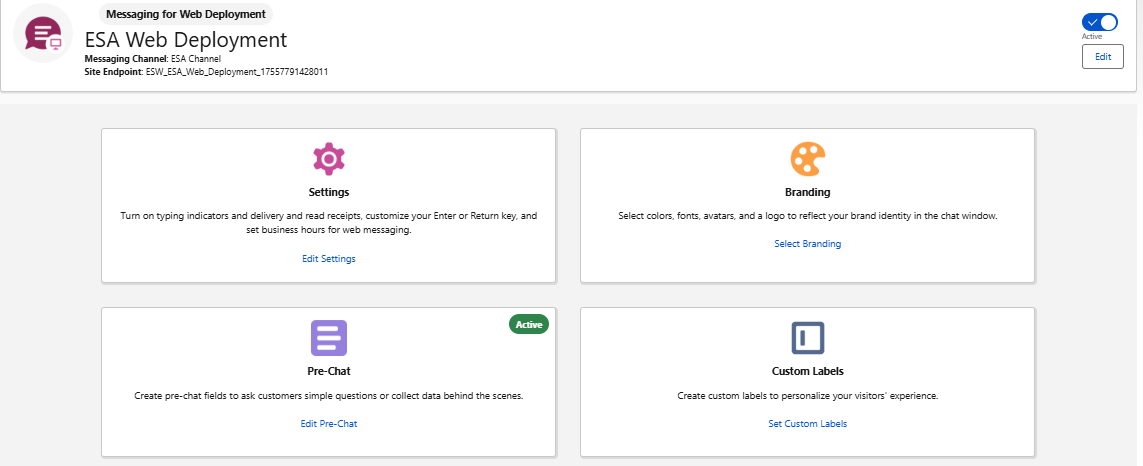 Messaging for Web Deployment
ESA Web Deployment
Messaging Channel: ESA Channel
Site Endpoint: ESW_ESA_Web_Deployment_17557791428011
Active
Edit
Settings
Turn on typing indicators and delivery and read receipts, customize your Enter or Return key, and
set business hours for web messaging.
Edit Settings
Branding
Select colors, fonts, avatars, and a logo to reflect your brand identity in the chat window.
Select Branding
Active
Pre-Chat
Create pre-chat fields to ask customers simple questions or collect data behind the scenes.
Edit Pre-Chat
Custom Labels
Create custom labels to personalize your visitors' experience.
Set Custom Labels